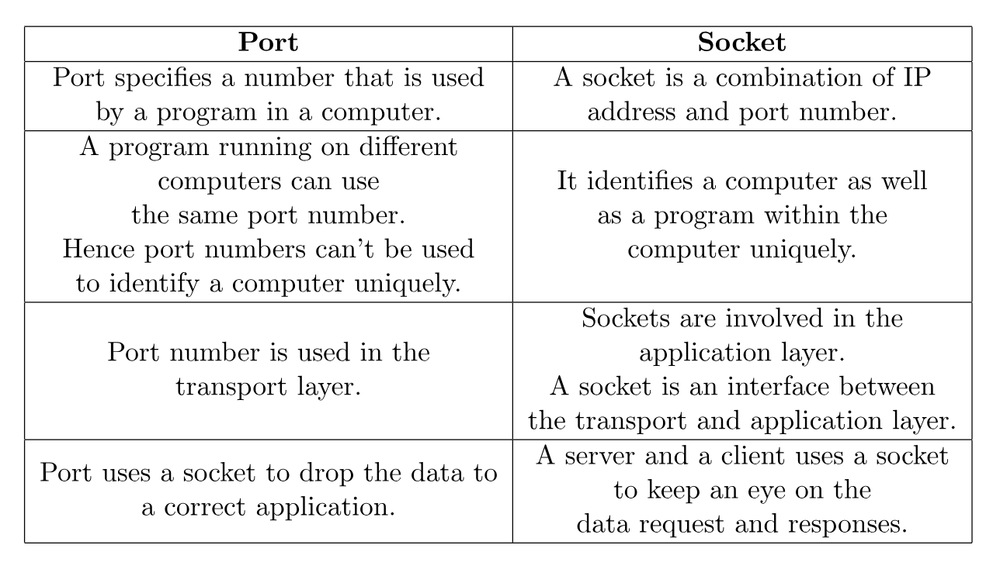 Port
Socket
Port specifies a number that is used
by a program in a computer.
A socket is a combination of IP
address and port number.
A program running on different
computers can use
the same port number.
Hence port numbers can't be used
to identify a computer uniquely.
It identifies a computer as well
as a program within the
computer uniquely.
Port number is used in the
transport layer.
Sockets are involved in the
application layer.
A socket is an interface between
the transport and application layer.
Port uses a socket to drop the data to
a correct application.
A server and a client uses a socket
to keep an eye on the
data request and responses.